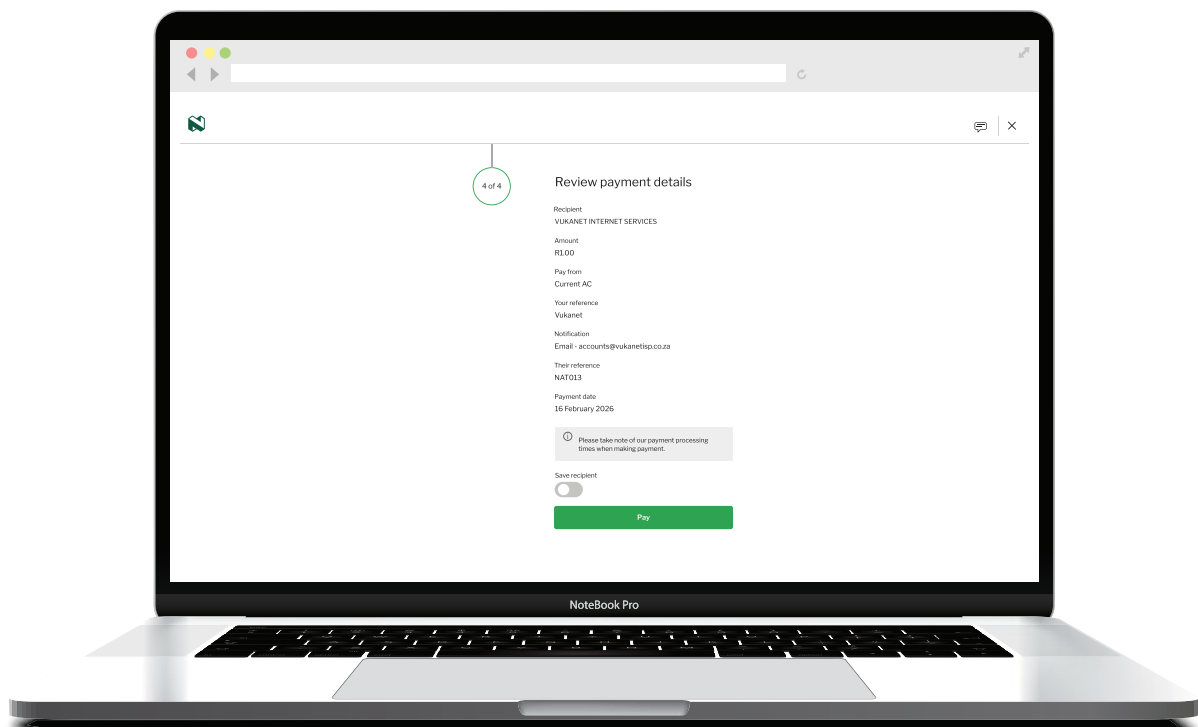 4 of 4
Review payment details
Recipient
VUKANET INTERNET SERVICES
Amount
R1.00
Pay from
Current AC
Your reference
Vukanet
Notification
Email - accounts@vukanetisp.co.za
Their reference
NAT013
Payment date
16 February 2026
Please take note of our payment processing
times when making payment.
Save recipient
Pay
NoteBook Pro